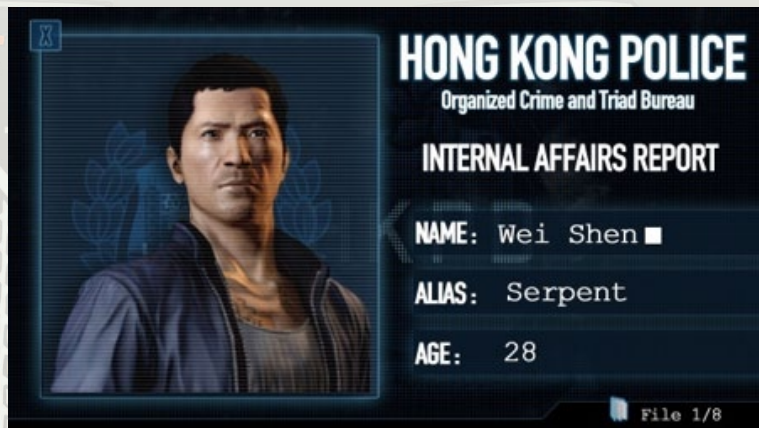 X
HONG KONG POLICE
Organized Crime and Triad Bureau
INTERNAL AFFAIRS REPORT
NAME: Wei Shen
ALIAS: Serpent
AGE: 28
File 1/8